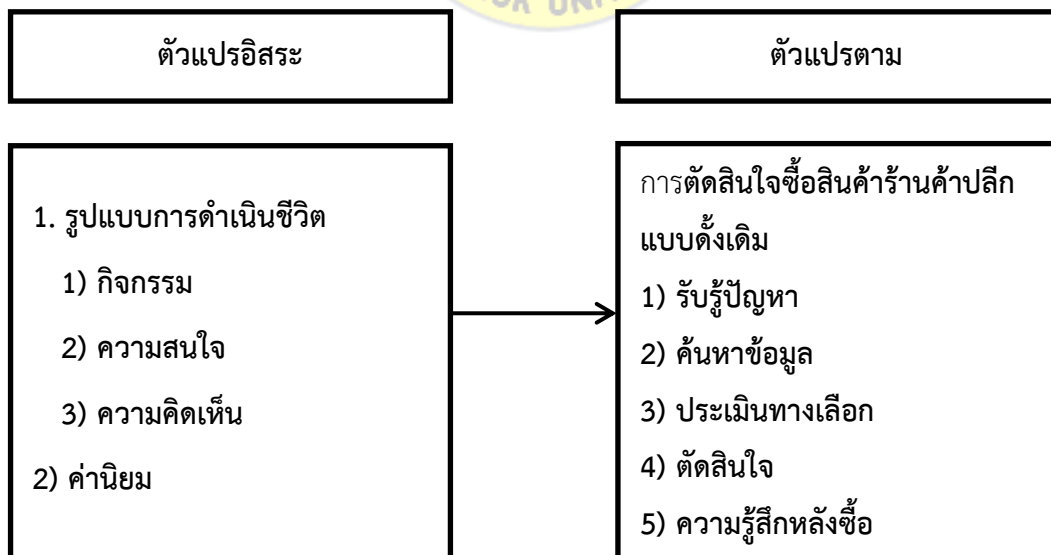 ตัวแปรอิสระ
ตัวแปรตาม
1. รูปแบบการดำเนินชีวิต
1) กิจกรรม
2) ความสนใจ
3) ความคิดเห็น
2) ค่านิยม
การตัดสินใจซื้อสินค้าร้านค้าปลีก
แบบดั้งเดิม
1) รับรู้ปัญหา
2) ค้นหาข้อมูล
3) ประเมินทางเลือก
4) ตัดสินใจ
5) ความรู้สึกหลังซื้อ